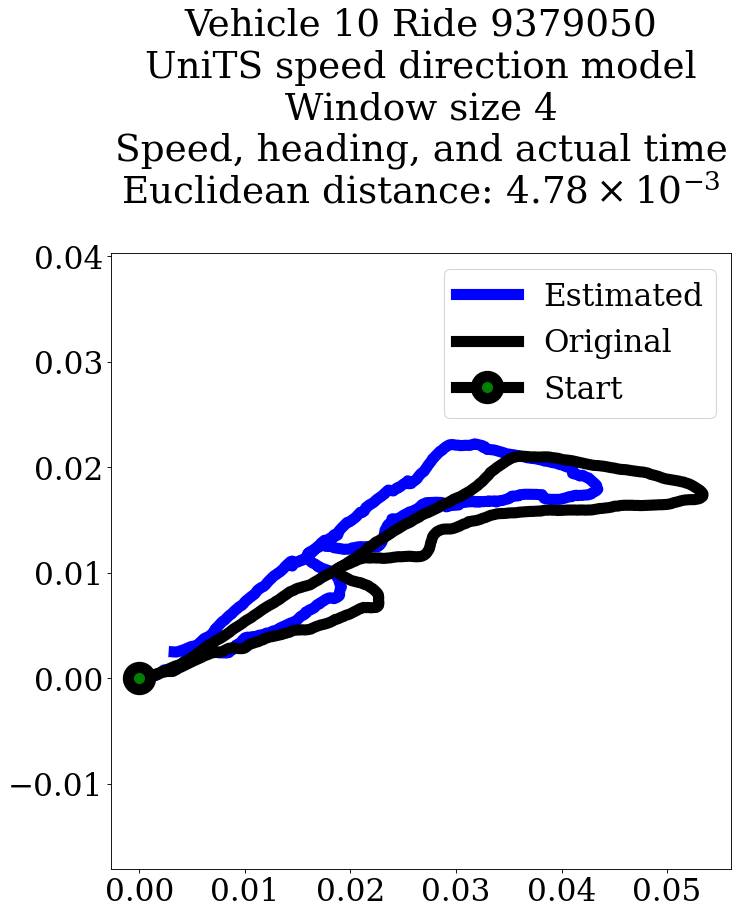 Vehicle 10 Ride 9379050
UniTS speed direction model
Window size 4
Speed, heading, and actual time
Euclidean distance: 4.78 × 10⁻³
0.04
Estimated
Original
Start
0.03
0.02
0.01
0.00
−0.01
0.00 0.01 0.02 0.03 0.04 0.05